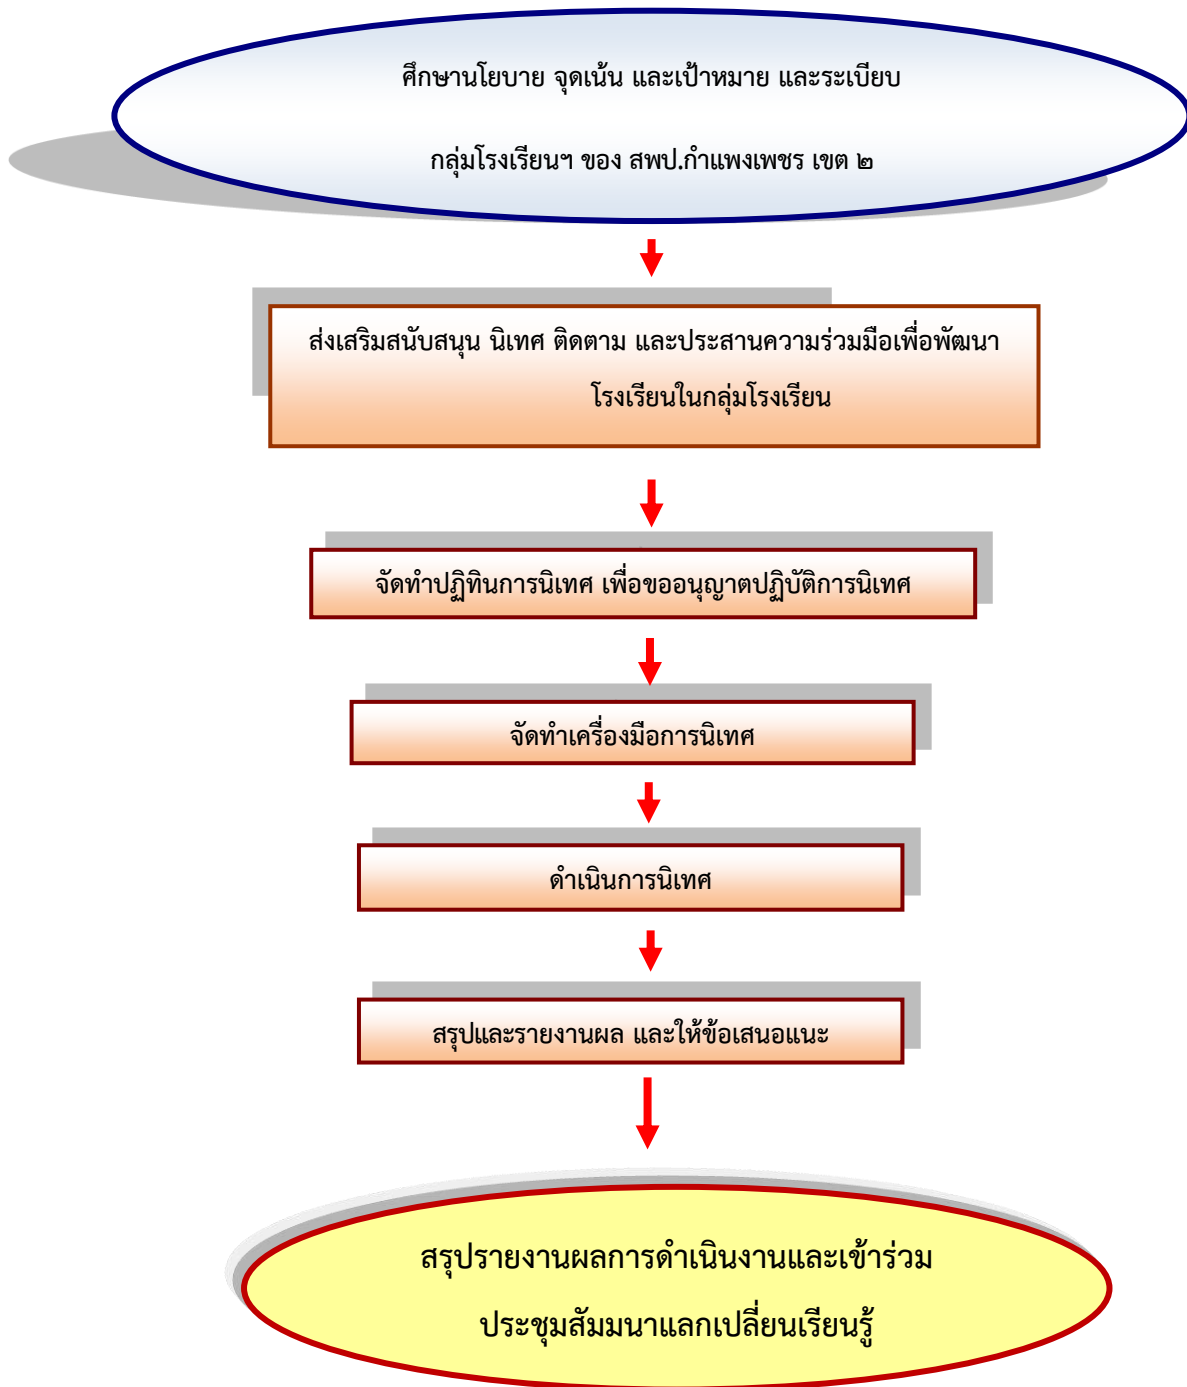 ศึกษานโยบาย จุดเน้น และเป้าหมาย และระเบียบ
กลุ่มโรงเรียนฯ ของ สพป.กำแพงเพชร เขต ๒
ส่งเสริมสนับสนุน นิเทศ ติดตาม และประสานความร่วมมือเพื่อพัฒนา
โรงเรียนในกลุ่มโรงเรียน
จัดทำปฏิทินการนิเทศ เพื่อขออนุญาตปฏิบัติการนิเทศ
จัดทำเครื่องมือการนิเทศ
ดำเนินการนิเทศ
สรุปและรายงานผล และให้ข้อเสนอแนะ
สรุปรายงานผลการดำเนินงานและเข้าร่วม
ประชุมสัมมนาแลกเปลี่ยนเรียนรู้